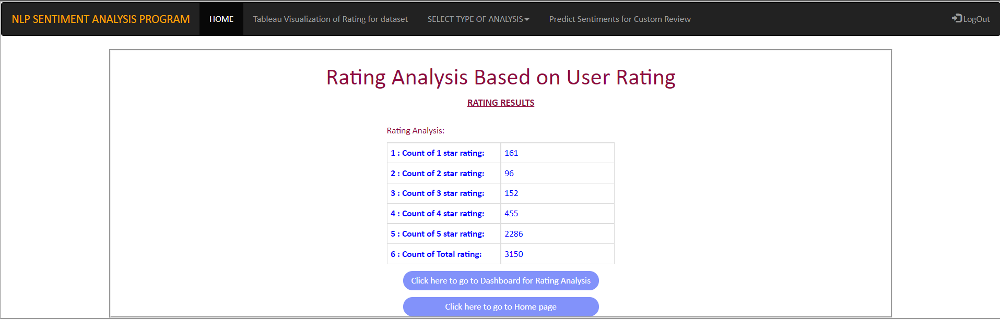 NLP SENTIMENT ANALYSIS PROGRAM HOME Tableau Visualization of Rating for dataset SELECT TYPE OF ANALYSIS Predict Sentiments for Custom Review LogOut
Rating Analysis Based on User Rating
RATING RESULTS
Rating Analysis:
1 : Count of 1 star rating: 161
2 : Count of 2 star rating: 96
3 : Count of 3 star rating: 152
4 : Count of 4 star rating: 455
5 : Count of 5 star rating: 2286
6 : Count of Total rating: 3150
Click here to go to Dashboard for Rating Analysis
Click here to go to Home page